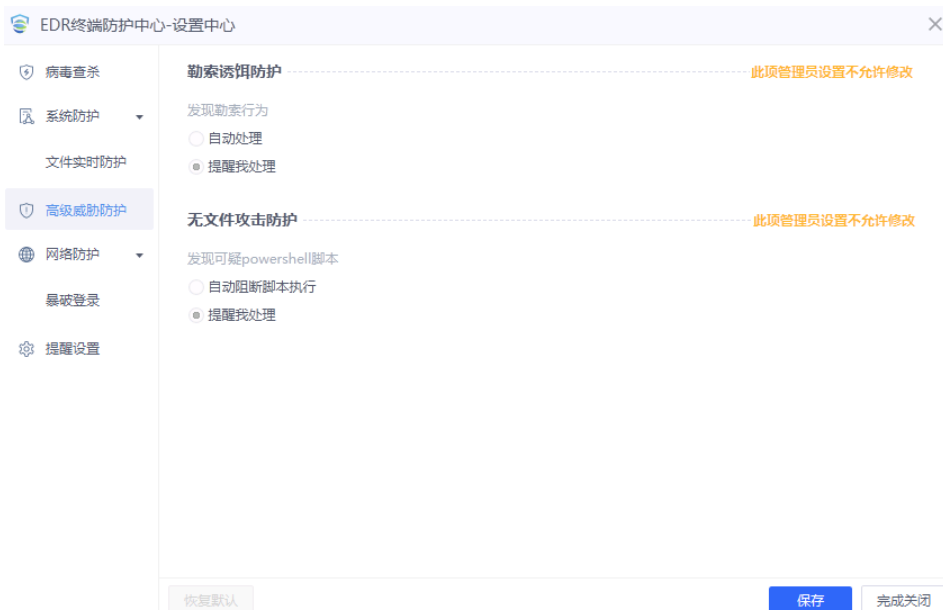 EDR终端防护中心-设置中心
病毒查杀
系统防护
文件实时防护
高级威胁防护
网络防护
暴破登录
提醒设置
勒索诱饵防护
此项管理员设置不允许修改
发现勒索行为
自动处理
提醒我处理
无文件攻击防护
此项管理员设置不允许修改
发现可疑powershell脚本
自动阻断脚本执行
提醒我处理
恢复默认
保存
完成关闭